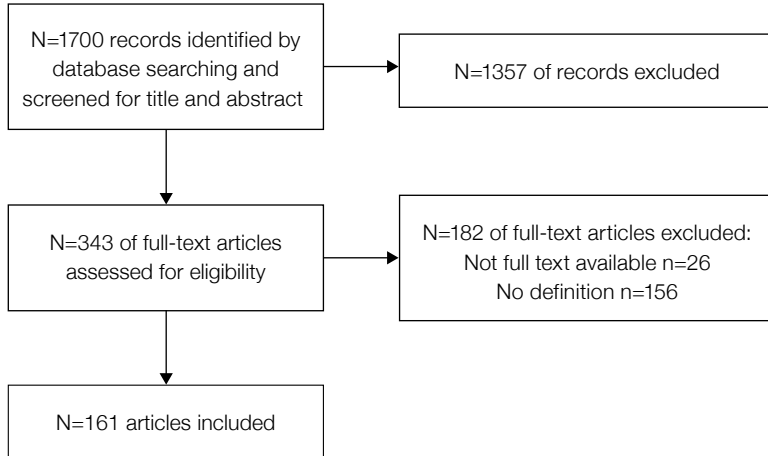 N=1700 records identified by
database searching and
screened for title and abstract
N=1357 of records excluded
N=343 of full-text articles
assessed for eligibility
N=182 of full-text articles excluded:
Not full text available n=26
No definition n=156
N=161 articles included